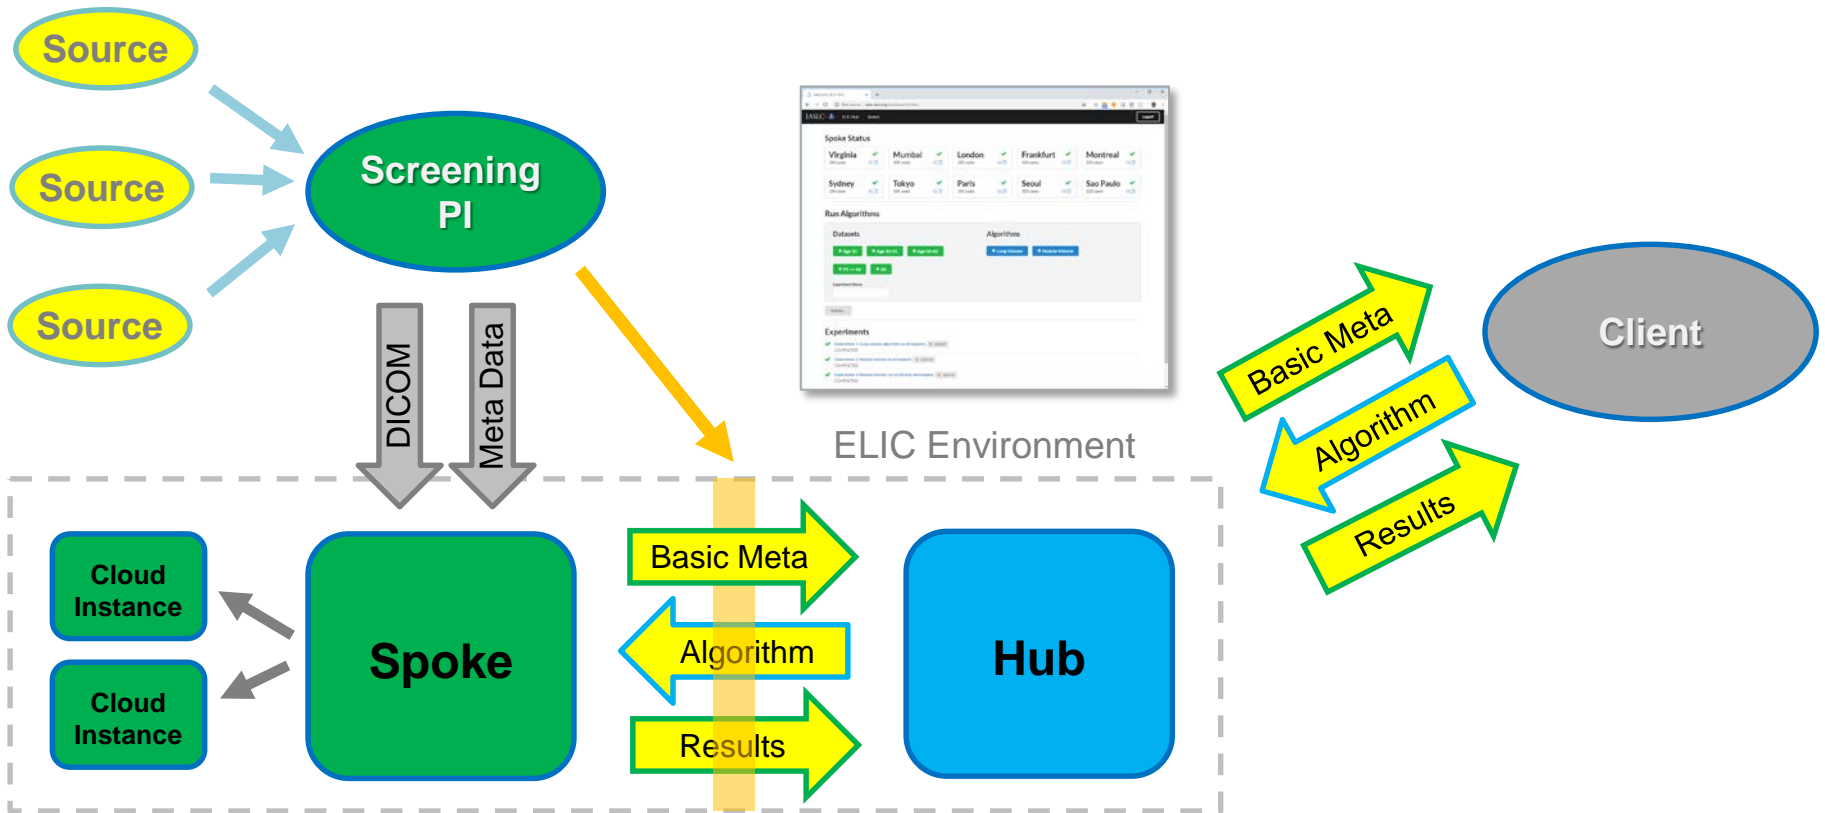 Source
Source
Source
Screening
PI
DICOM
Meta Data
Spoke Status
Virginia
Mumbai
London
Frankfurt
Montreal
Sydney
Tokyo
Paris
Seoul
Sao Paulo
Run Algorithms
Datasets
Algorithms
Experiments
ELIC Environment
Basic Meta
Algorithm
Results
Client
Cloud
Instance
Cloud
Instance
Spoke
Basic Meta
Algorithm
Results
Hub